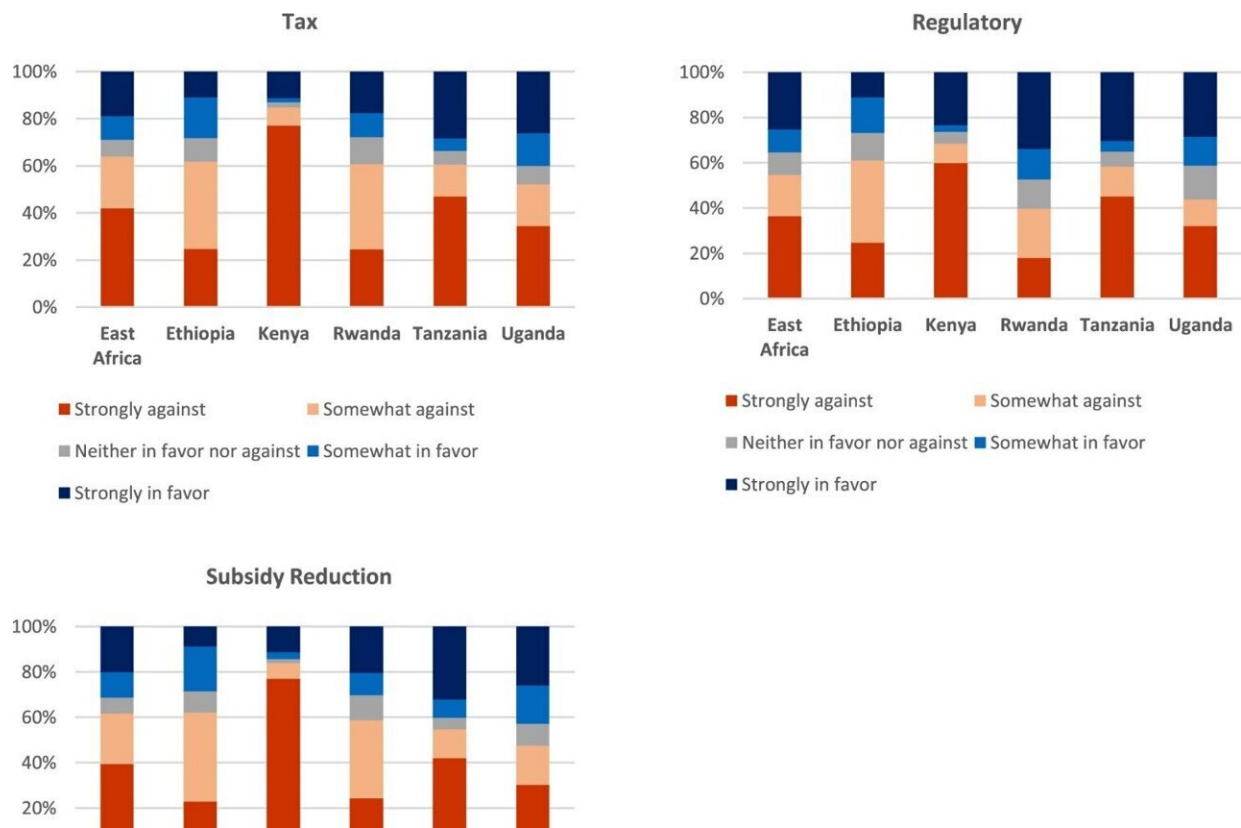 Tax
100%
80%
60%
40%
20%
0%
East Africa Ethiopia Kenya Rwanda Tanzania Uganda
Strongly against Somewhat against
Neither in favor nor against Somewhat in favor
Strongly in favor
Regulatory
100%
80%
60%
40%
20%
0%
East Africa Ethiopia Kenya Rwanda Tanzania Uganda
Strongly against Somewhat against
Neither in favor nor against Somewhat in favor
Strongly in favor
Subsidy Reduction
100%
80%
60%
40%
20%